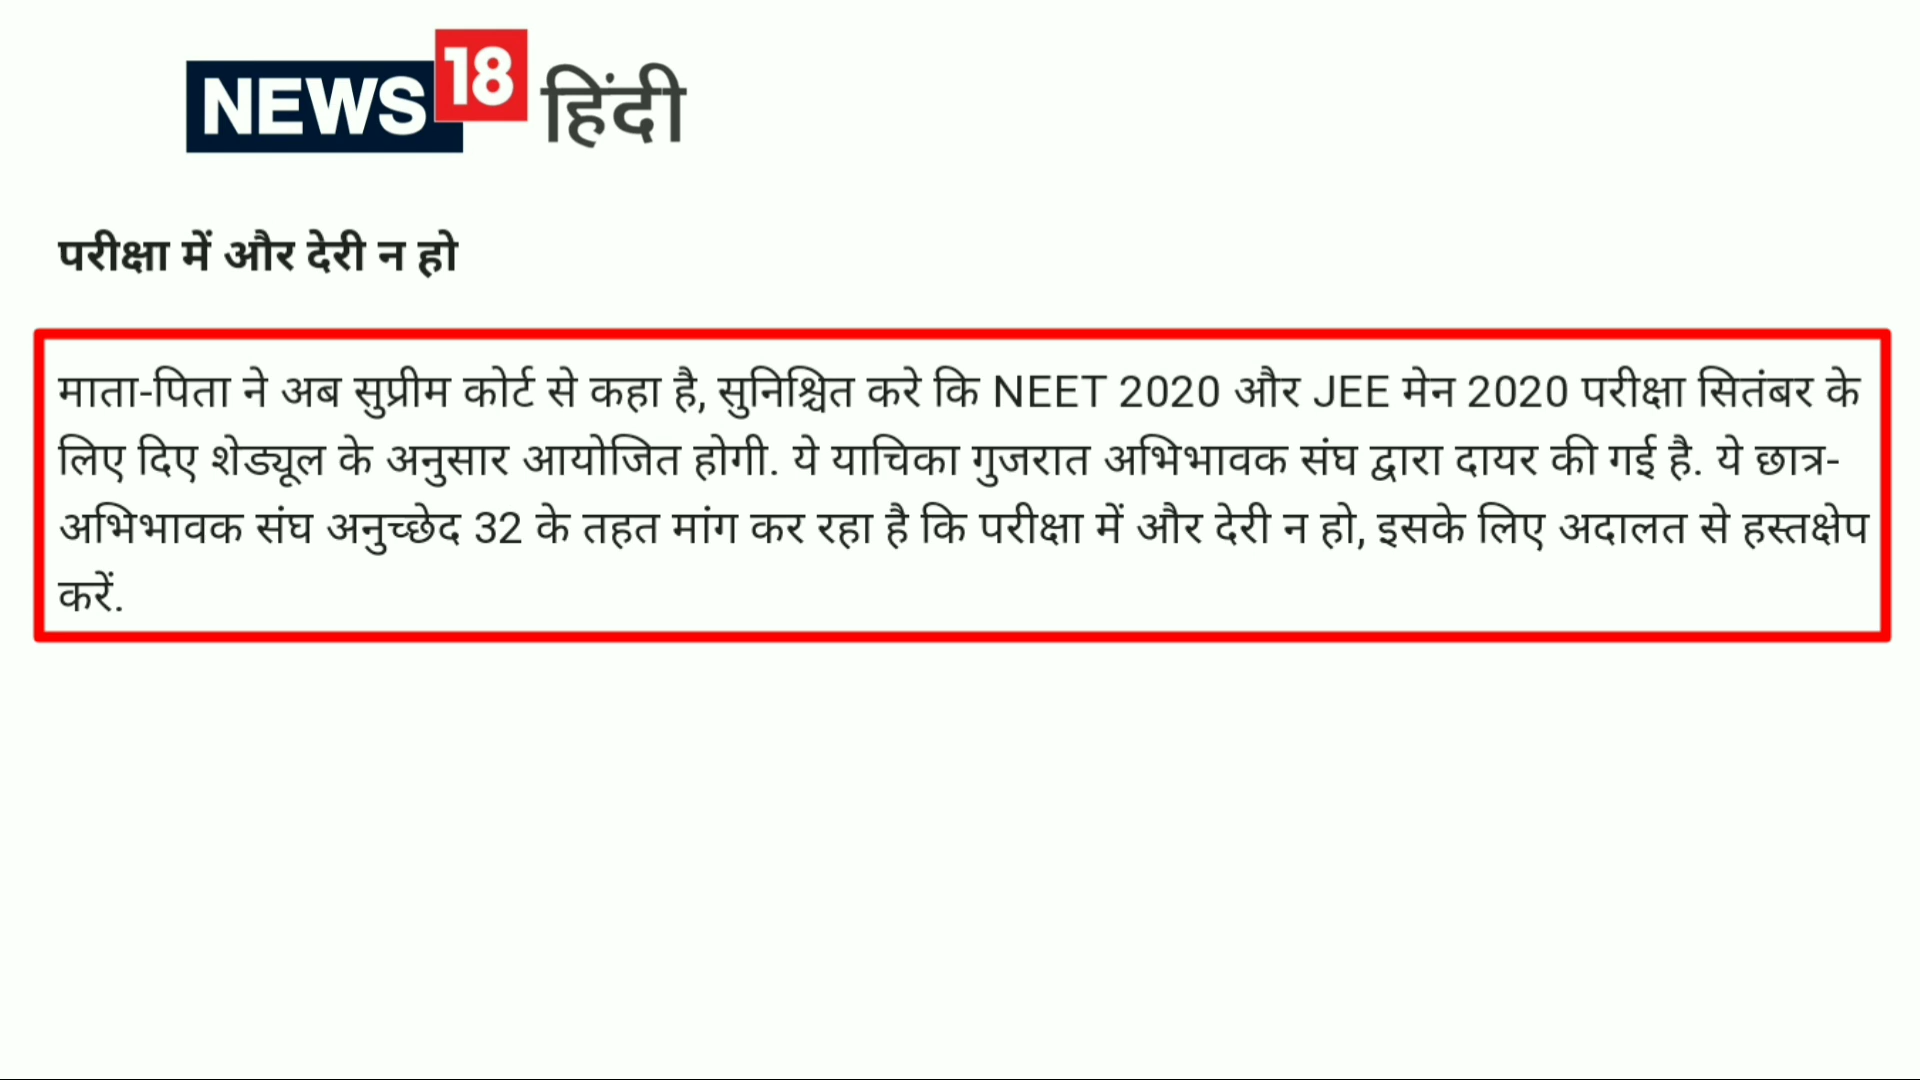 NEWS18 हिंदी
परीक्षा में और देरी न हो
माता-पिता ने अब सुप्रीम कोर्ट से कहा है, सुनिश्चित करे कि NEET 2020 और JEE मेन 2020 परीक्षा सितंबर के
लिए दिए शेड्यूल के अनुसार आयोजित होगी. ये याचिका गुजरात अभिभावक संघ द्वारा दायर की गई है. ये छात्र-
अभिभावक संघ अनुच्छेद 32 के तहत मांग कर रहा है कि परीक्षा में और देरी न हो, इसके लिए अदालत से हस्तक्षेप
करें.